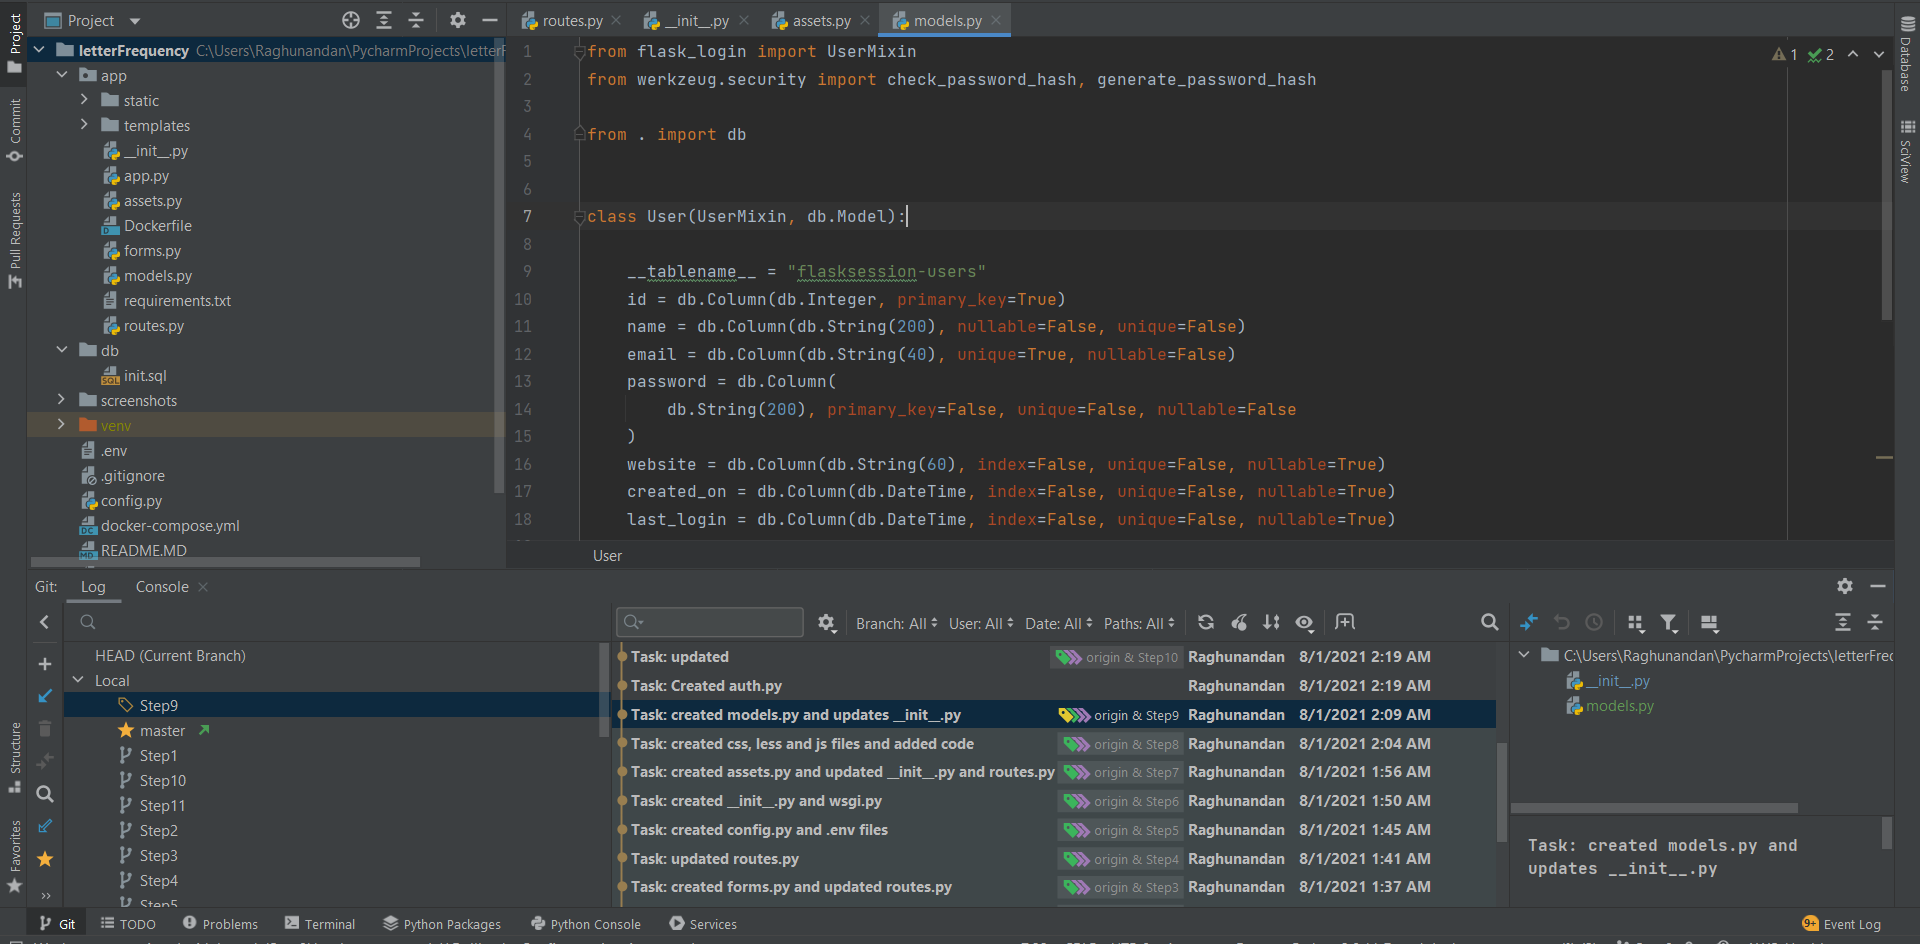 Project
routes.py
__init__.py
assets.py
models.py
Project
Commit
Pull Requests
Structure
Favorites
letterFrequency C:\Users\Raghunandan\PycharmProjects\letterF
app
static
templates
__init__.py
app.py
assets.py
Dockerfile
forms.py
models.py
requirements.txt
routes.py
db
init.sql
screenshots
venv
.env
.gitignore
config.py
docker-compose.yml
README.MD
1 from flask_login import UserMixin
2 from werkzeug.security import check_password_hash, generate_password_hash
3
4 from . import db
5
6
7 class User(UserMixin, db.Model):
8
9 __tablename__ = "flasksession-users"
10 id = db.Column(db.Integer, primary_key=True)
11 name = db.Column(db.String(200), nullable=False, unique=False)
12 email = db.Column(db.String(40), unique=True, nullable=False)
13 password = db.Column(
14 db.String(200), primary_key=False, unique=False, nullable=False
15 )
16 website = db.Column(db.String(60), index=False, unique=False, nullable=True)
17 created_on = db.Column(db.DateTime, index=False, unique=False, nullable=True)
18 last_login = db.Column(db.DateTime, index=False, unique=False, nullable=True)
1 2
User
Database
SciView
Git: Log Console
HEAD (Current Branch)
Local
Step9
master
Step1
Step10
Step11
Step2
Step3
Step4
Step5
Branch: All User: All Date: All Paths: All
Task: updated origin & Step10 Raghunandan 8/1/2021 2:19 AM
Task: Created auth.py Raghunandan 8/1/2021 2:19 AM
Task: created models.py and updates __init__.py origin & Step9 Raghunandan 8/1/2021 2:09 AM
Task: created css, less and js files and added code origin & Step8 Raghunandan 8/1/2021 2:04 AM
Task: created assets.py and updated __init__.py and routes.py origin & Step7 Raghunandan 8/1/2021 1:56 AM
Task: created __init__.py and wsgi.py origin & Step6 Raghunandan 8/1/2021 1:50 AM
Task: created config.py and .env files origin & Step5 Raghunandan 8/1/2021 1:45 AM
Task: updated routes.py origin & Step4 Raghunandan 8/1/2021 1:41 AM
Task: created forms.py and updated routes.py origin & Step3 Raghunandan 8/1/2021 1:37 AM
C:\Users\Raghunandan\PycharmProjects\letterFrec
__init__.py
models.py
Task: created models.py and
updates __init__.py
Git TODO Problems Terminal Python Packages Python Console Services 9+ Event Log